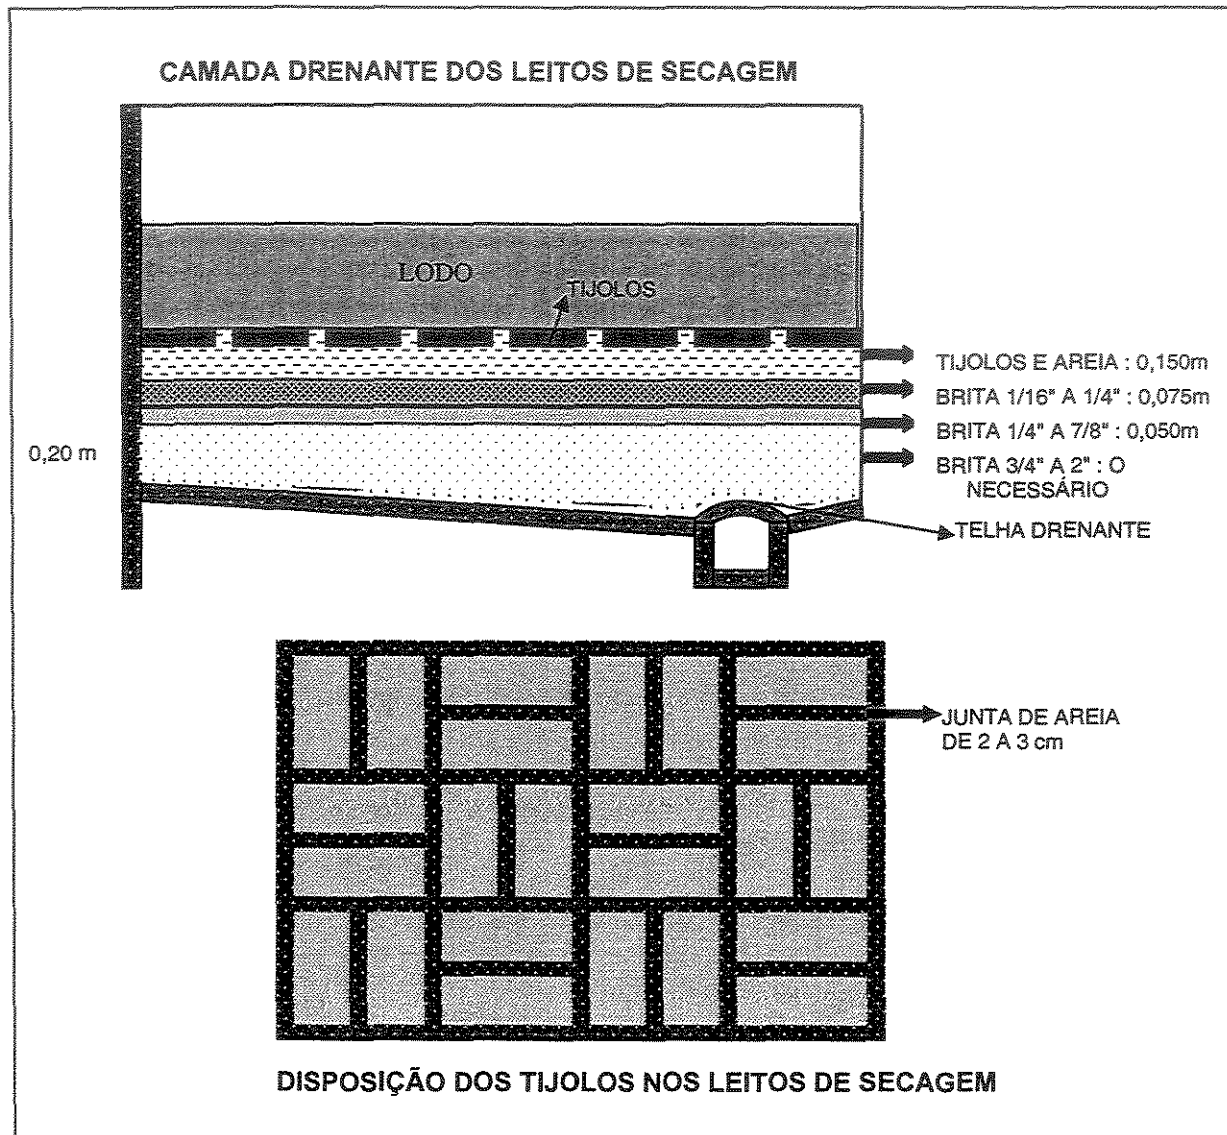 CAMADA DRENANTE DOS LEITOS DE SECAGEM
LODO
TIJOLOS
TIJOLOS E AREIA : 0,150m
BRITA 1/16" A 1/4" : 0,075m
BRITA 1/4" A 7/8" : 0,050m
0,20 m
BRITA 3/4" A 2" : O
NECESSÁRIO
TELHA DRENANTE
JUNTA DE AREIA
DE 2 A 3 cm
DISPOSIÇÃO DOS TIJOLOS NOS LEITOS DE SECAGEM